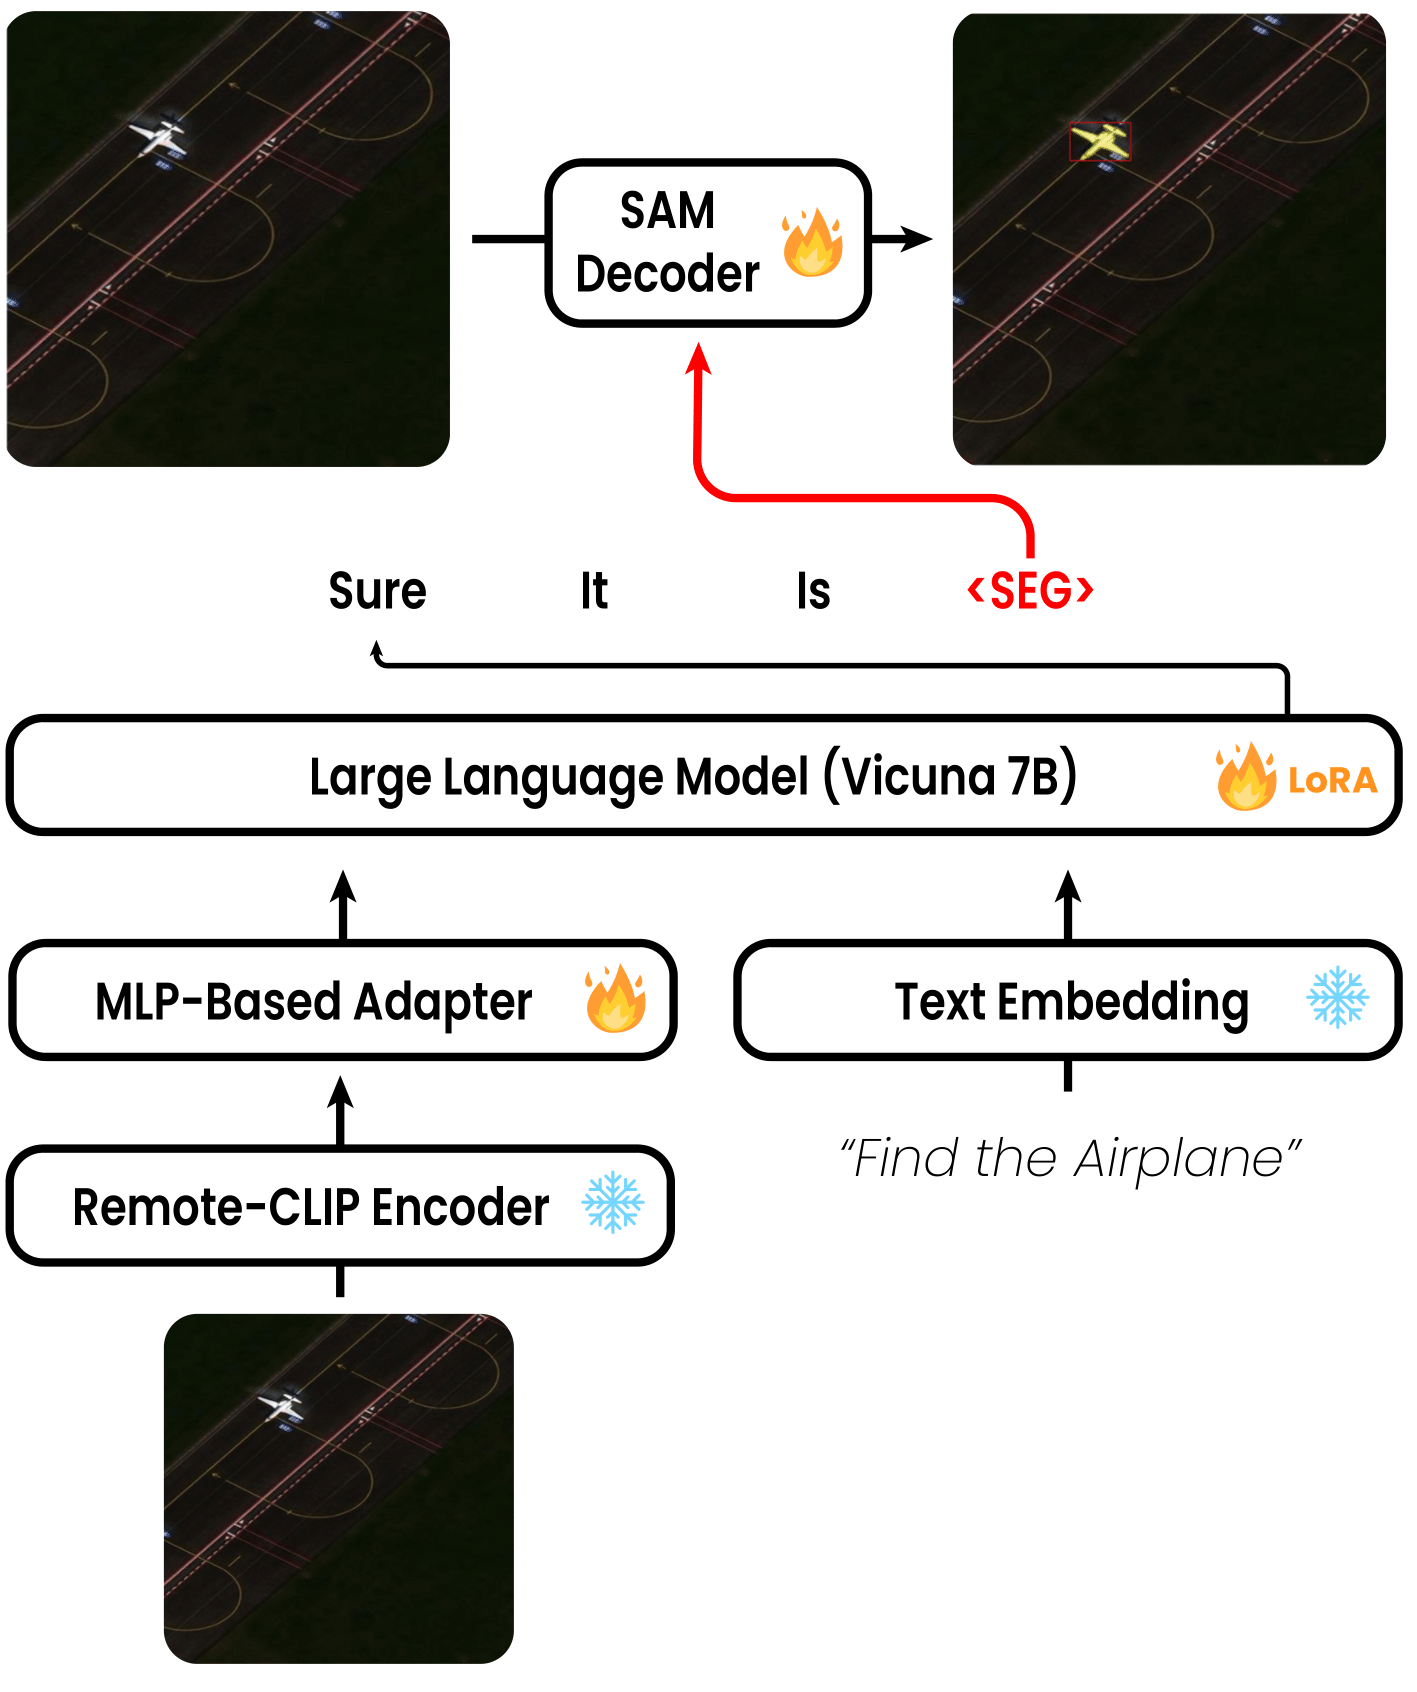 SAM
Decoder
Sure It Is <SEG>
Large Language Model (Vicuna 7B) LoRA
MLP-Based Adapter
Text Embedding
Remote-CLIP Encoder
“Find the Airplane”